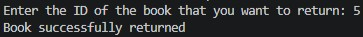 Enter the ID of the book that you want to return: 5
Book successfully returned